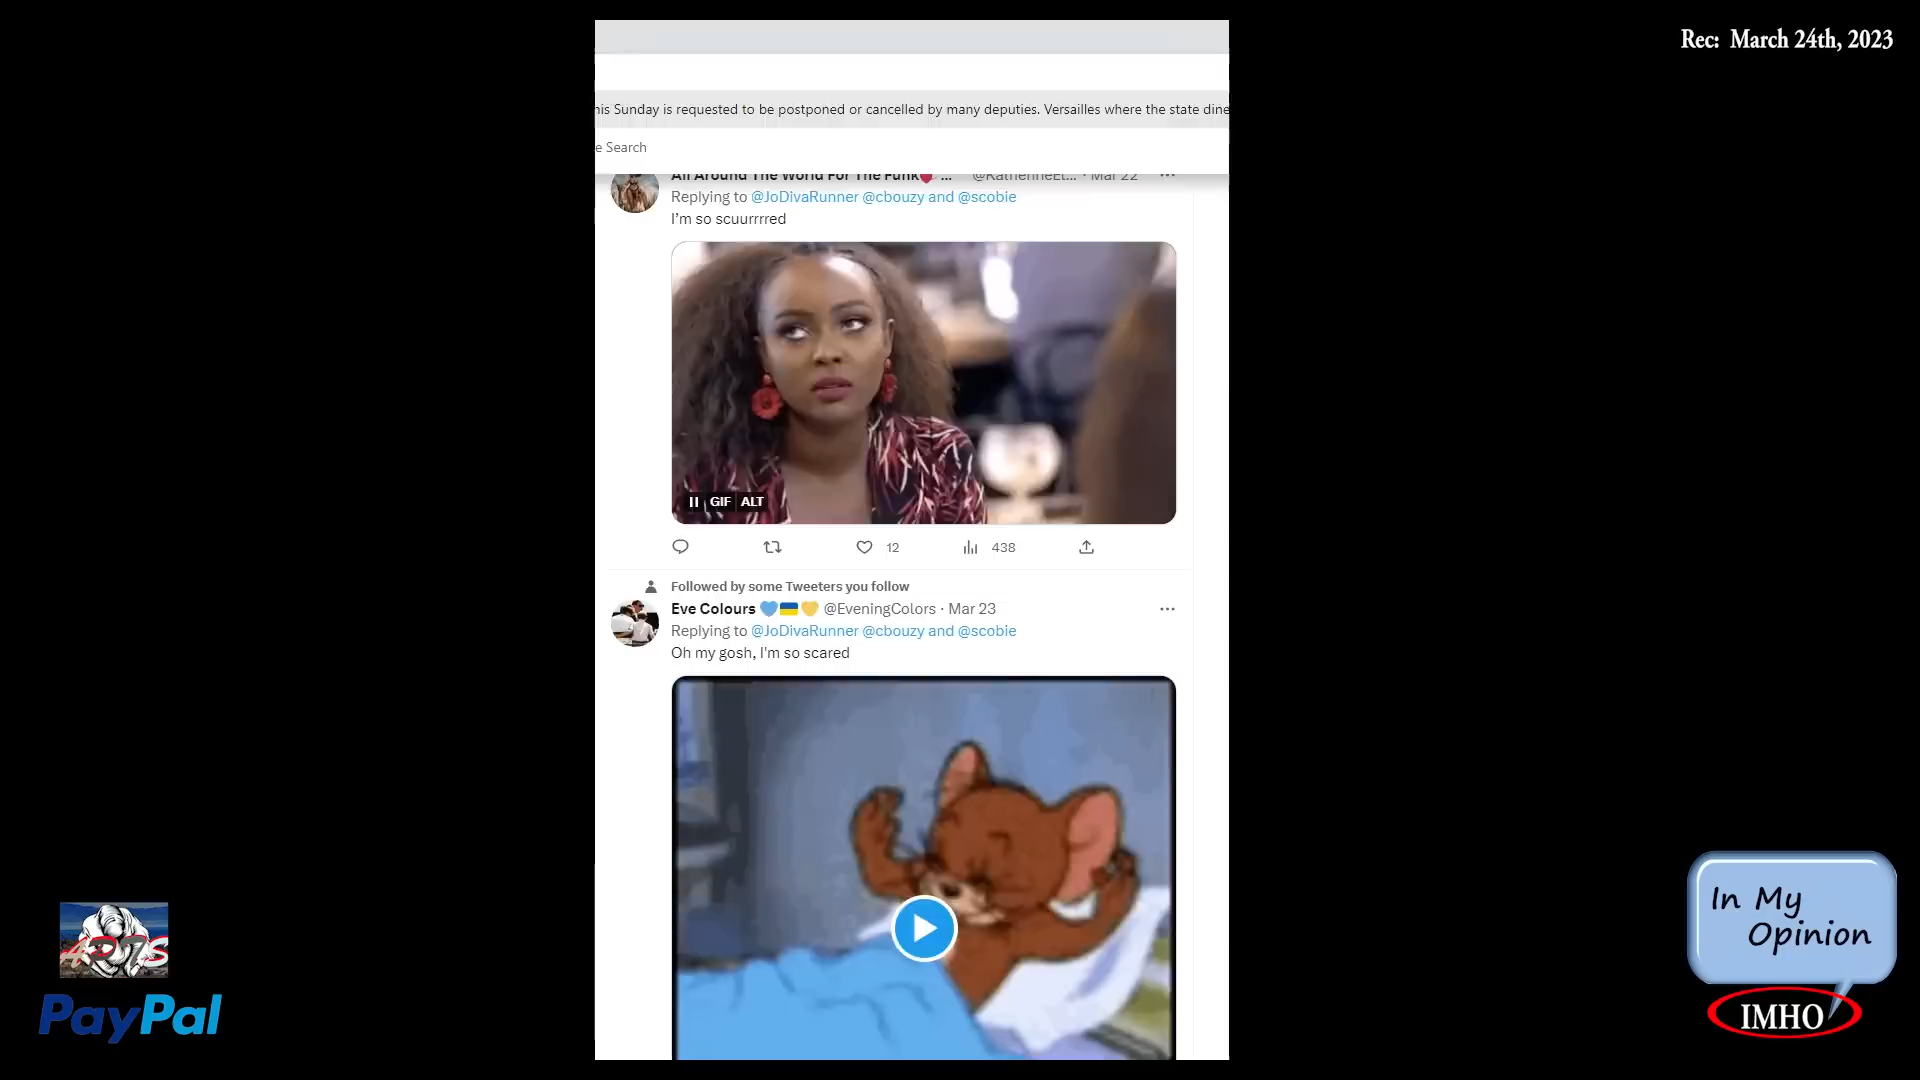 Rec: March 24th, 2023
his Sunday is requested to be postponed or cancelled by many deputies. Versailles where the state dine
e Search
All Around The World For The Funk ... · Mar 22 ...
Replying to @JoDivaRunner @cbouzy and @scobie
I'm so scuurrrred
GIF ALT
12 438
Followed by some Tweeters you follow
Eve Colours @EveningColors · Mar 23 ...
Replying to @JoDivaRunner @cbouzy and @scobie
Oh my gosh, I'm so scared
In My
Opinion
IMHO
PayPal